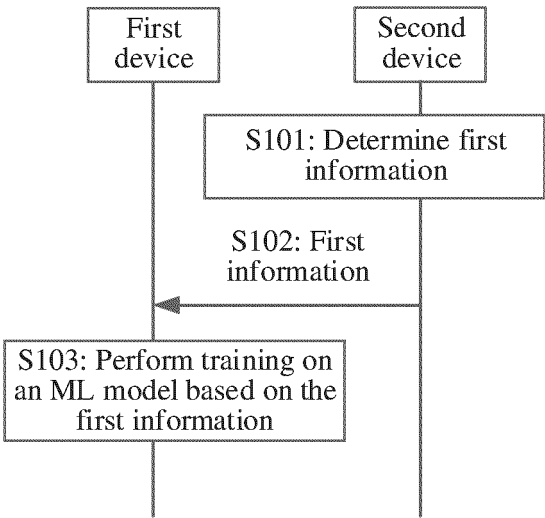 First
device
Second
device
S101: Determine first
information
S102: First
information
S103: Perform training on
an ML model based on the
first information